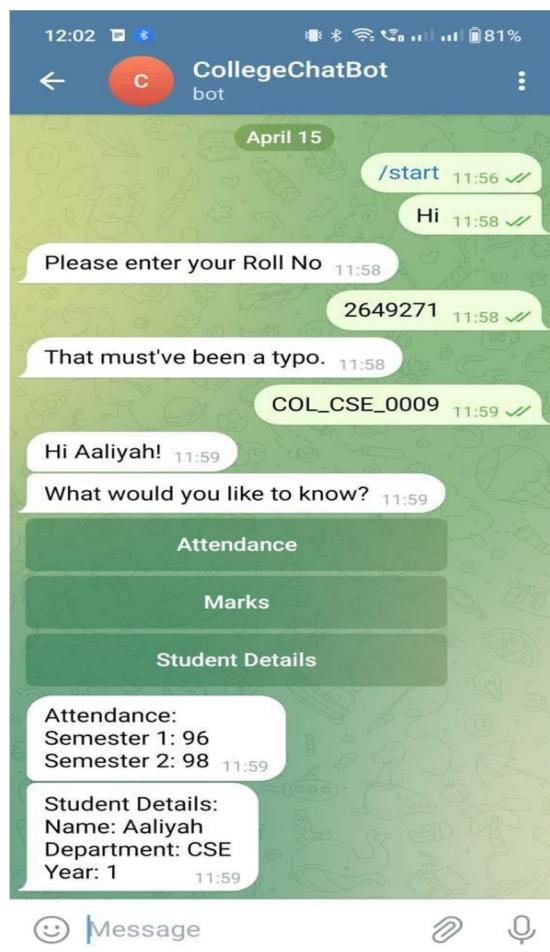 12:02 81%
C CollegeChatBot
bot
April 15
/start 11:56
Hi 11:58
Please enter your Roll No 11:58
2649271 11:58
That must've been a typo. 11:58
COL_CSE_0009 11:59
Hi Aaliyah! 11:59
What would you like to know? 11:59
Attendance
Marks
Student Details
Attendance:
Semester 1: 96
Semester 2: 98 11:59
Student Details:
Name: Aaliyah
Department: CSE
Year: 1 11:59
Message